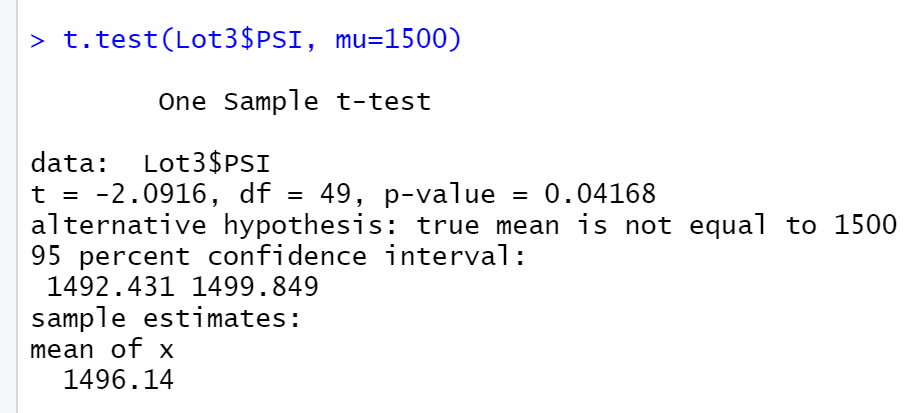 > t.test(Lot3$PSI, mu=1500)
One Sample t-test
data:  Lot3$PSI
t = -2.0916, df = 49, p-value = 0.04168
alternative hypothesis: true mean is not equal to 1500
95 percent confidence interval:
1492.431 1499.849
sample estimates:
mean of x
1496.14